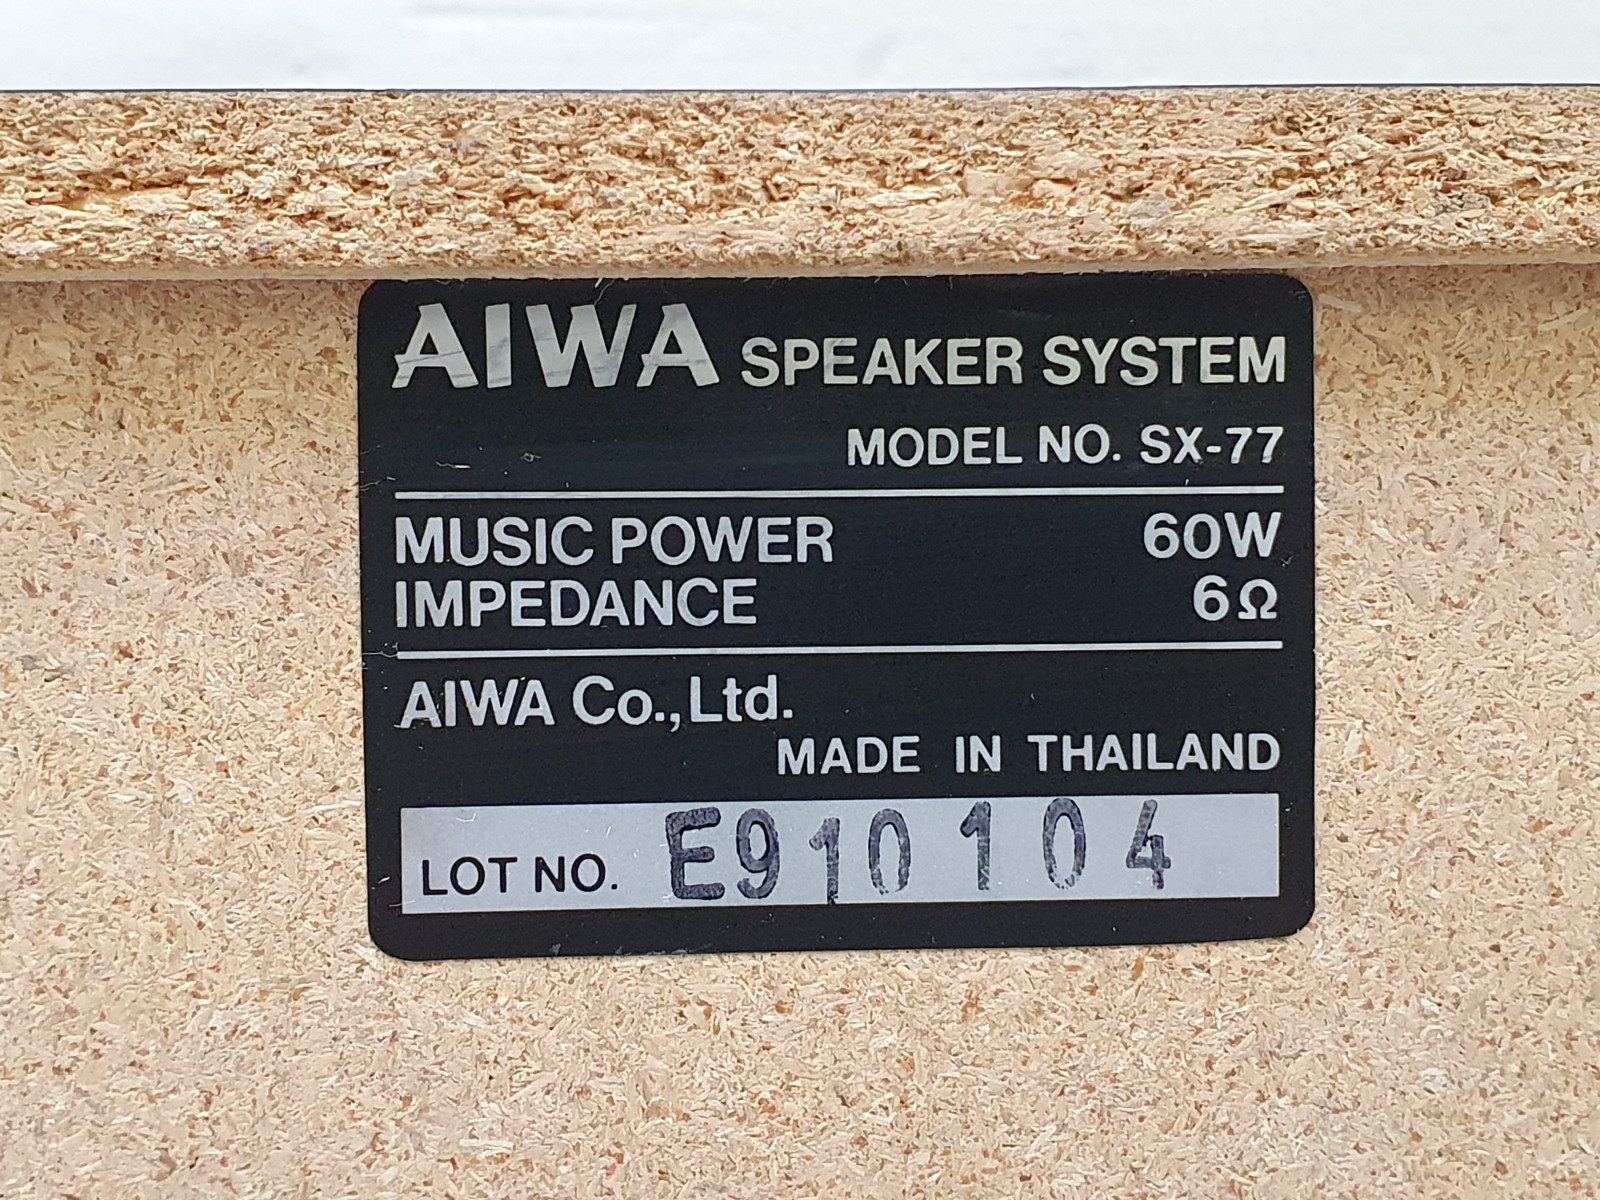 AIWA SPEAKER SYSTEM
MODEL NO. SX-77
MUSIC POWER 60W
IMPEDANCE 6Ω
AIWA Co.,Ltd.
MADE IN THAILAND
LOT NO. E910104